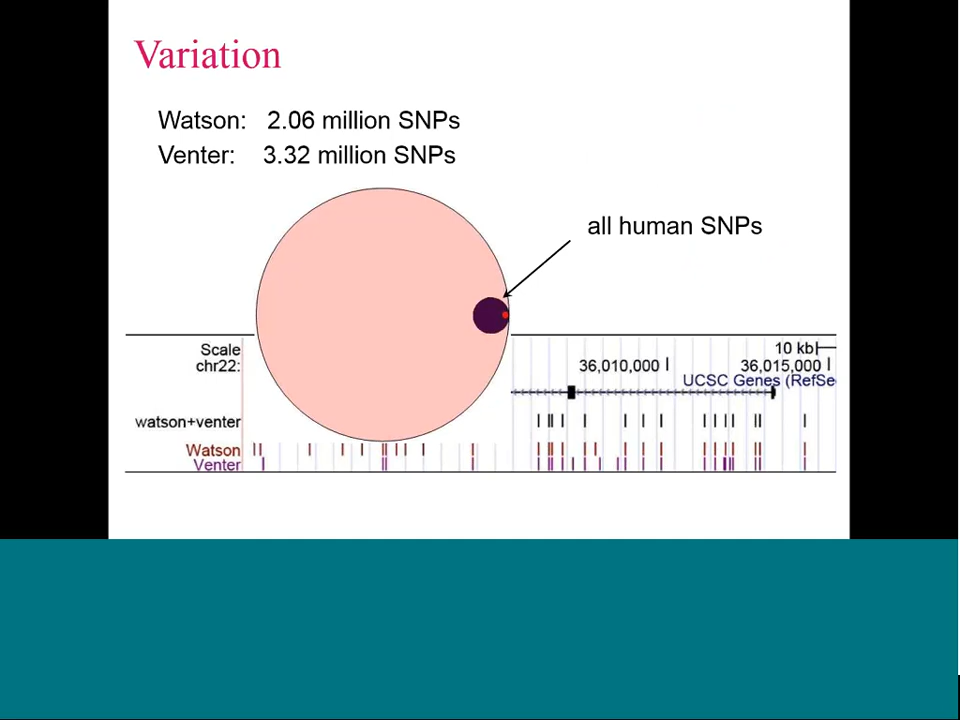 Variation
Watson: 2.06 million SNPs
Venter: 3.32 million SNPs
all human SNPs
Scale
10 kb
chr22:
36,010,000
36,015,000
UCSC Genes (RefSe
watson+venter
Watson
Venter